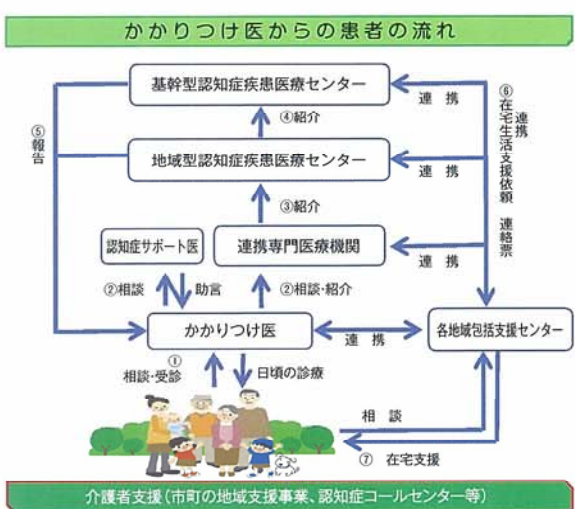 かかりつけ医からの患者の流れ
基幹型認知症疾患医療センター
連携
④紹介
⑤報告
地域型認知症疾患医療センター
連携
⑥在宅生活支援依頼 連絡票
連携
③紹介
認知症サポート医
連携専門医療機関
連携
②相談
助言
②相談・紹介
かかりつけ医
連携
各地域包括支援センター
①
相談・受診
日頃の診療
相談
⑦ 在宅支援
介護者支援(市町の地域支援事業、認知症コールセンター等)